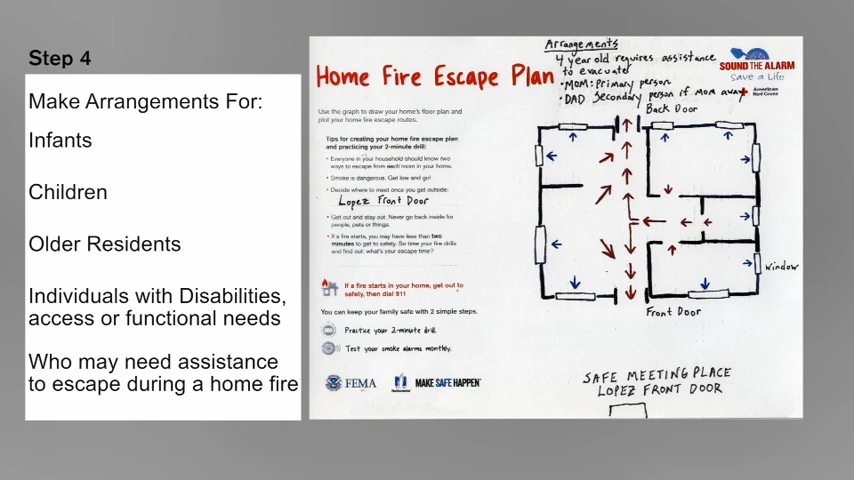 Step 4
Make Arrangements For:
Infants
Children
Older Residents
Individuals with Disabilities,
access or functional needs
Who may need assistance
to escape during a home fire
Home Fire Escape Plan
Arrangements
4 year old requires assistance
to evacuate
• MOM: Primary person
• DAD Secondary person if MOM away
SOUND THE ALARM
Save a Life
American
Red Cross
Use the graph to draw your home's floor plan and
plot your home fire escape routes.
Tips for creating your home fire escape plan
and practicing your 2-minute drill:
• Everyone in your household should know two
ways to escape from each room in your home.
• Smoke is dangerous. Get low and go!
• Decide where to meet once you get outside:
Lopez Front Door
• Get out and stay out. Never go back inside for
people, pets or things.
• If a fire starts, you may have less than two
minutes to get to safety. So time your fire drills
and find out: what's your escape time?
If a fire starts in your home, get out to
safety, then dial 911
You can keep your family safe with 2 simple steps.
Practice your 2-minute drill.
Test your smoke alarms monthly.
FEMA
Nationwide
MAKE SAFE HAPPEN
Back Door
Window
Front Door
SAFE MEETING PLACE
LOPEZ FRONT DOOR